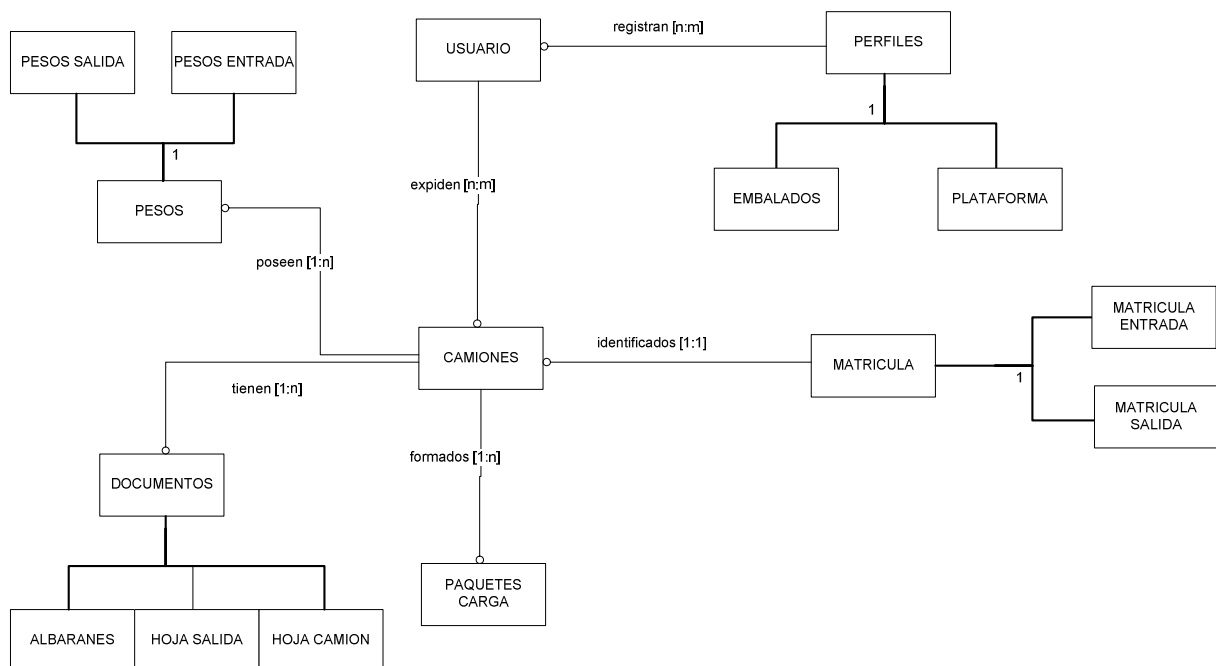 registran [n:m]
USUARIO
PERFILES
PESOS SALIDA
PESOS ENTRADA
1
1
expiden [n:m]
EMBALADOS
PLATAFORMA
PESOS
poseen [1:n]
MATRICULA
ENTRADA
identificados [1:1]
CAMIONES
MATRICULA
1
tienen [1:n]
MATRICULA
SALIDA
formados [1:n]
DOCUMENTOS
PAQUETES
CARGA
ALBARANES
HOJA SALIDA
HOJA CAMION